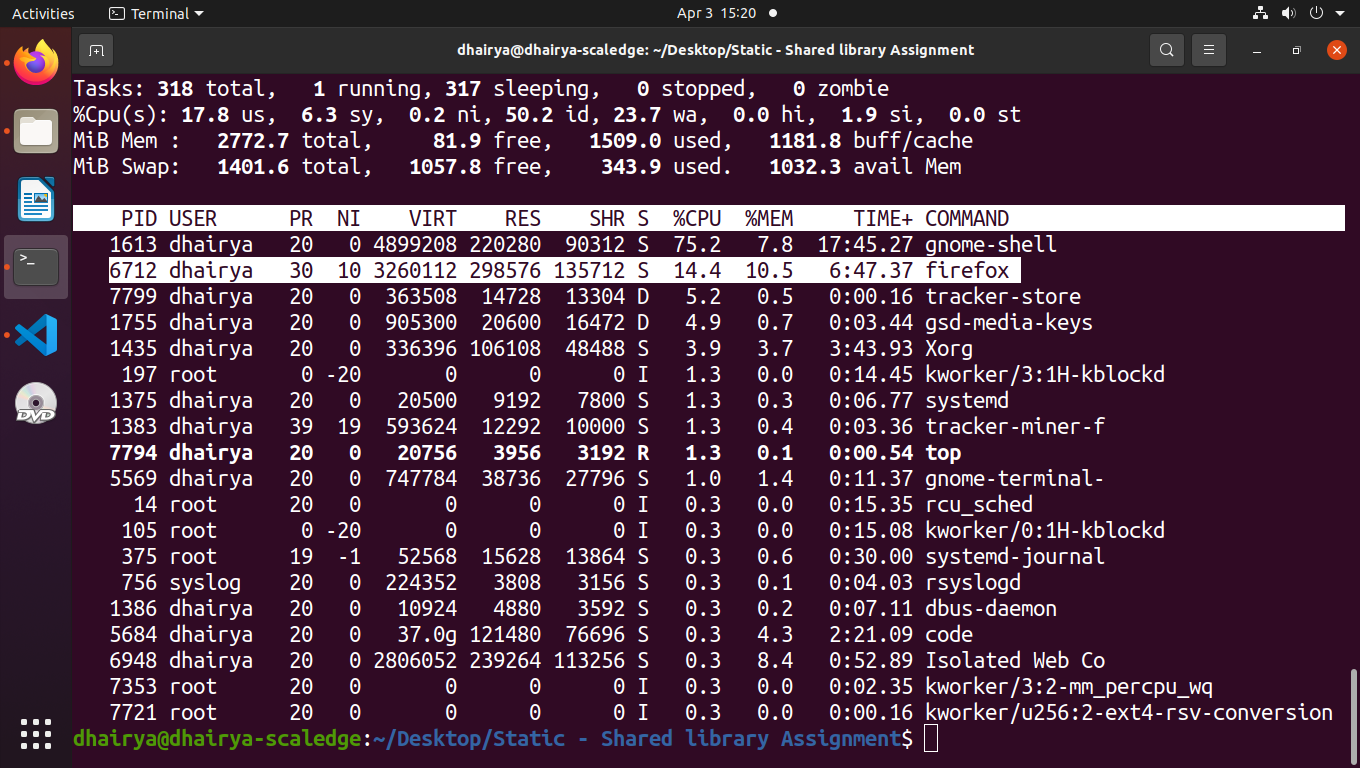 Activities Terminal Apr 3 15:20
dhairya@dhairya-scaledge: ~/Desktop/Static - Shared library Assignment
Tasks: 318 total,   1 running, 317 sleeping,   0 stopped,   0 zombie
%Cpu(s): 17.8 us,  6.3 sy,  0.2 ni, 50.2 id, 23.7 wa,  0.0 hi,  1.9 si,  0.0 st
MiB Mem :   2772.7 total,     81.9 free,   1509.0 used,   1181.8 buff/cache
MiB Swap:   1401.6 total,   1057.8 free,    343.9 used.   1032.3 avail Mem
PID USER      PR  NI    VIRT    RES    SHR S  %CPU  %MEM     TIME+ COMMAND
1613 dhairya   20   0 4899208 220280  90312 S  75.2   7.8  17:45.27 gnome-shell
6712 dhairya   30  10 3260112 298576 135712 S  14.4  10.5   6:47.37 firefox
7799 dhairya   20   0  363508  14728  13304 D   5.2   0.5   0:00.16 tracker-store
1755 dhairya   20   0  905300  20600  16472 D   4.9   0.7   0:03.44 gsd-media-keys
1435 dhairya   20   0  336396 106108  48488 S   3.9   3.7   3:43.93 Xorg
197 root       0 -20       0      0      0 I   1.3   0.0   0:14.45 kworker/3:1H-kblockd
1375 dhairya   20   0   20500   9192   7800 S   1.3   0.3   0:06.77 systemd
1383 dhairya   39  19  593624  12292  10000 S   1.3   0.4   0:03.36 tracker-miner-f
7794 dhairya   20   0   20756   3956   3192 R   1.3   0.1   0:00.54 top
5569 dhairya   20   0  747784  38736  27796 S   1.0   1.4   0:11.37 gnome-terminal-
14 root      20   0       0      0      0 I   0.3   0.0   0:15.35 rcu_sched
105 root       0 -20       0      0      0 I   0.3   0.0   0:15.08 kworker/0:1H-kblockd
375 root      19  -1   52568  15628  13864 S   0.3   0.6   0:30.00 systemd-journal
756 syslog    20   0  224352   3808   3156 S   0.3   0.1   0:04.03 rsyslogd
1386 dhairya   20   0   10924   4880   3592 S   0.3   0.2   0:07.11 dbus-daemon
5684 dhairya   20   0   37.0g 121480  76696 S   0.3   4.3   2:21.09 code
6948 dhairya   20   0 2806052 239264 113256 S   0.3   8.4   0:52.89 Isolated Web Co
7353 root      20   0       0      0      0 I   0.3   0.0   0:02.35 kworker/3:2-mm_percpu_wq
7721 root      20   0       0      0      0 I   0.3   0.0   0:00.16 kworker/u256:2-ext4-rsv-conversion
dhairya@dhairya-scaledge:~/Desktop/Static - Shared library Assignment$
>_
DVD